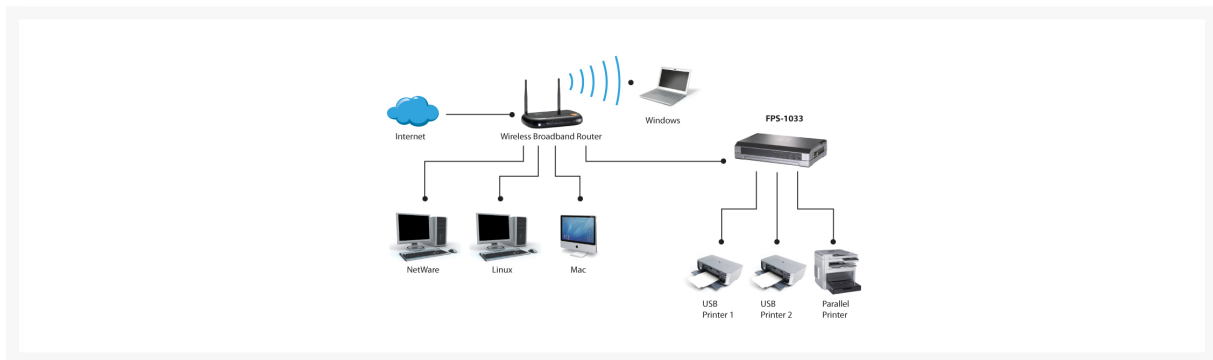 FPS-1033
Windows
Internet
Wireless Broadband Router
NetWare
Linux
Mac
USB
Printer 1
USB
Printer 2
Parallel
Printer